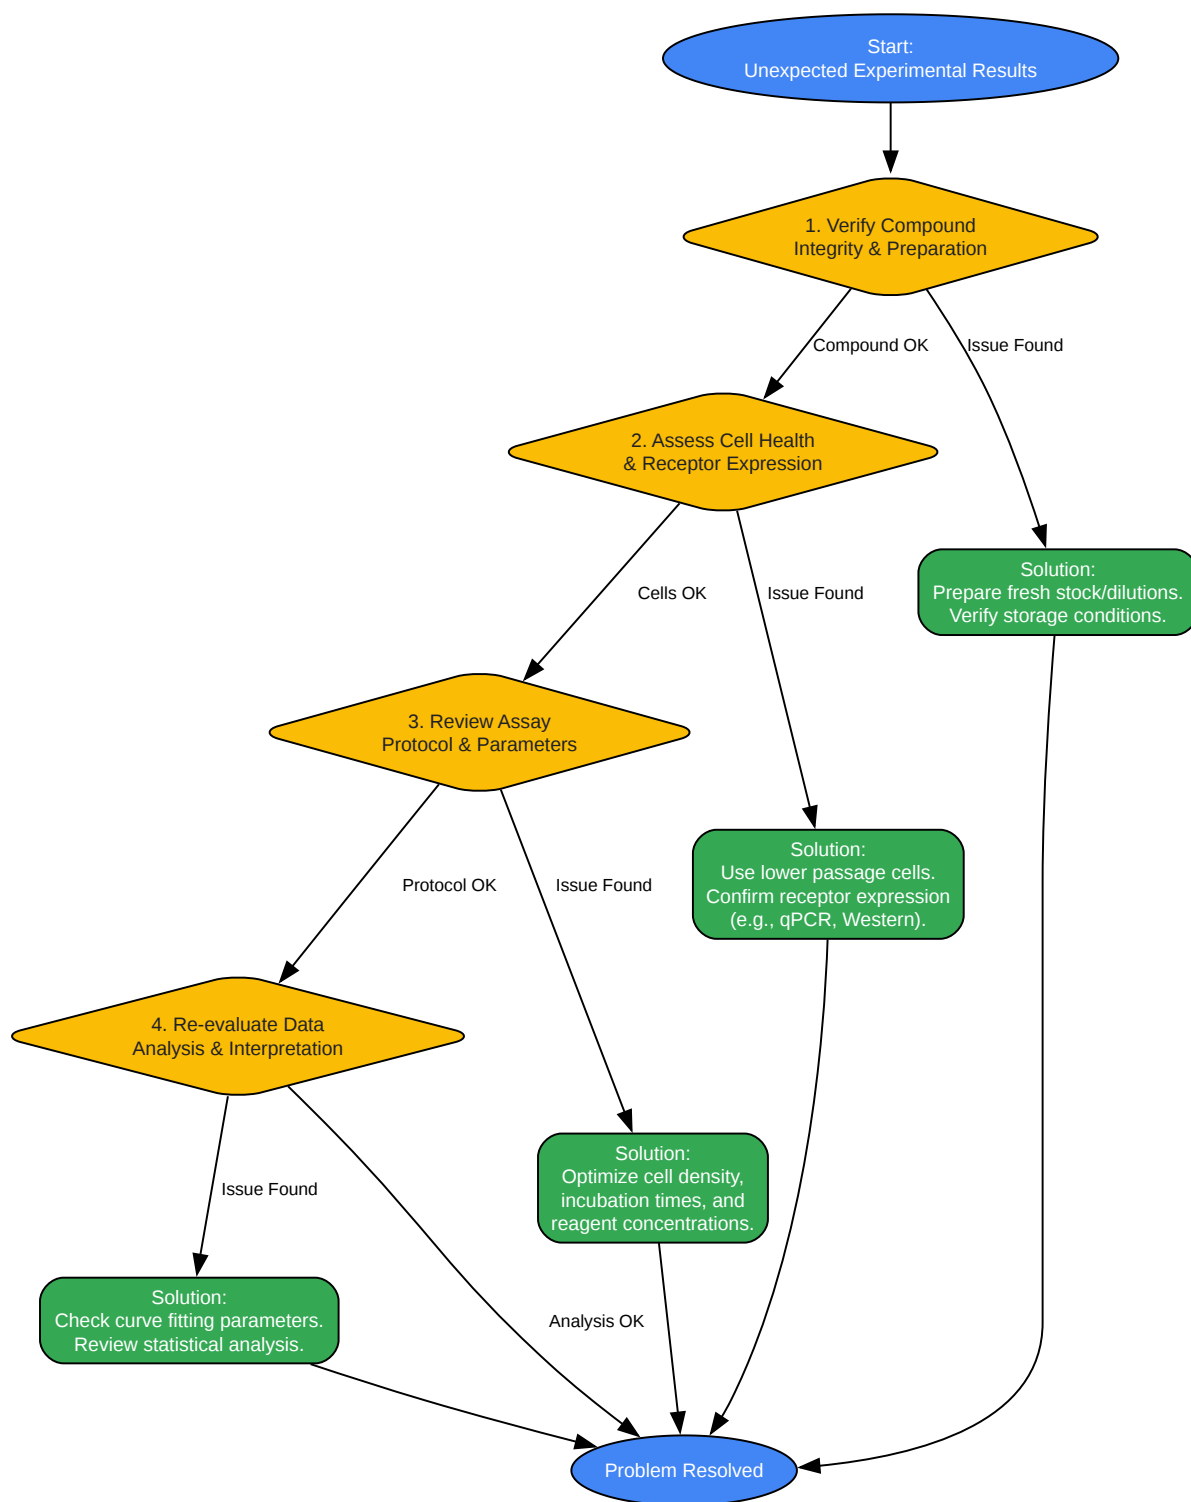 Start:
Unexpected Experimental Results
1. Verify Compound
Integrity & Preparation
Compound OK
Issue Found
2. Assess Cell Health
& Receptor Expression
Cells OK
Issue Found
Solution:
Prepare fresh stock/dilutions.
Verify storage conditions.
3. Review Assay
Protocol & Parameters
Protocol OK
Issue Found
Solution:
Use lower passage cells.
Confirm receptor expression
(e.g., qPCR, Western).
4. Re-evaluate Data
Analysis & Interpretation
Issue Found
Solution:
Optimize cell density,
incubation times, and
reagent concentrations.
Solution:
Check curve fitting parameters.
Review statistical analysis.
Analysis OK
Problem Resolved